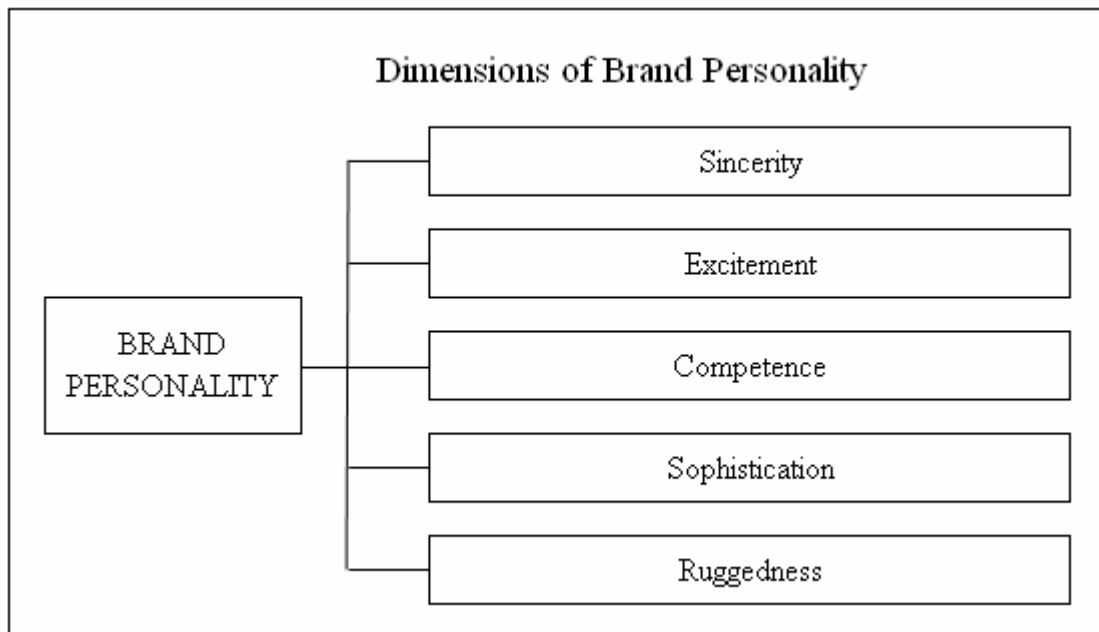 Dimensions of Brand Personality
Sincerity
Excitement
BRAND
PERSONALITY
Competence
Sophistication
Ruggedness